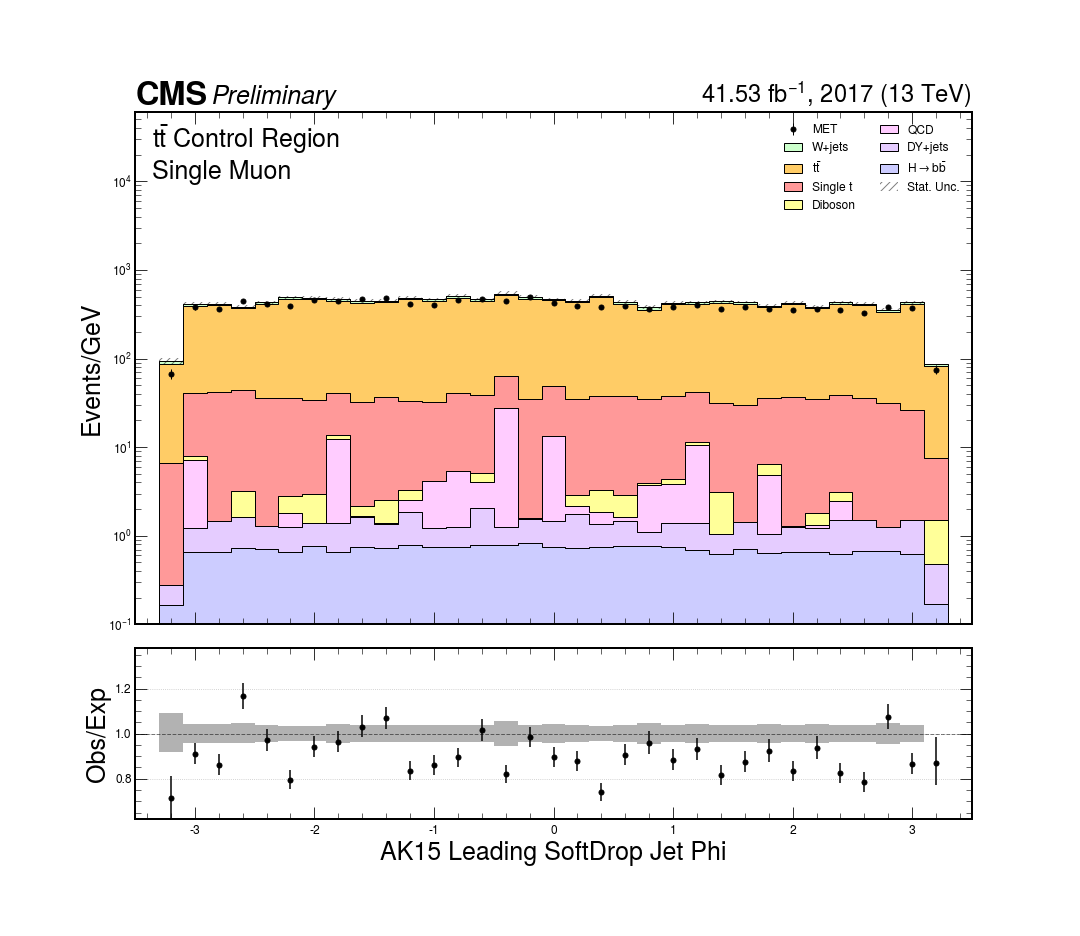 CMS Preliminary
41.53 fb⁻¹, 2017 (13 TeV)
tt̄ Control Region
Single Muon
MET
W+jets
tt̄
Single t
Diboson
QCD
DY+jets
H→bb̄
Stat. Unc.
Events/GeV
10⁴
10³
10²
10¹
10⁰
10⁻¹
Obs/Exp
1.2
1.0
0.8
-3 -2 -1 0 1 2 3
AK15 Leading SoftDrop Jet Phi